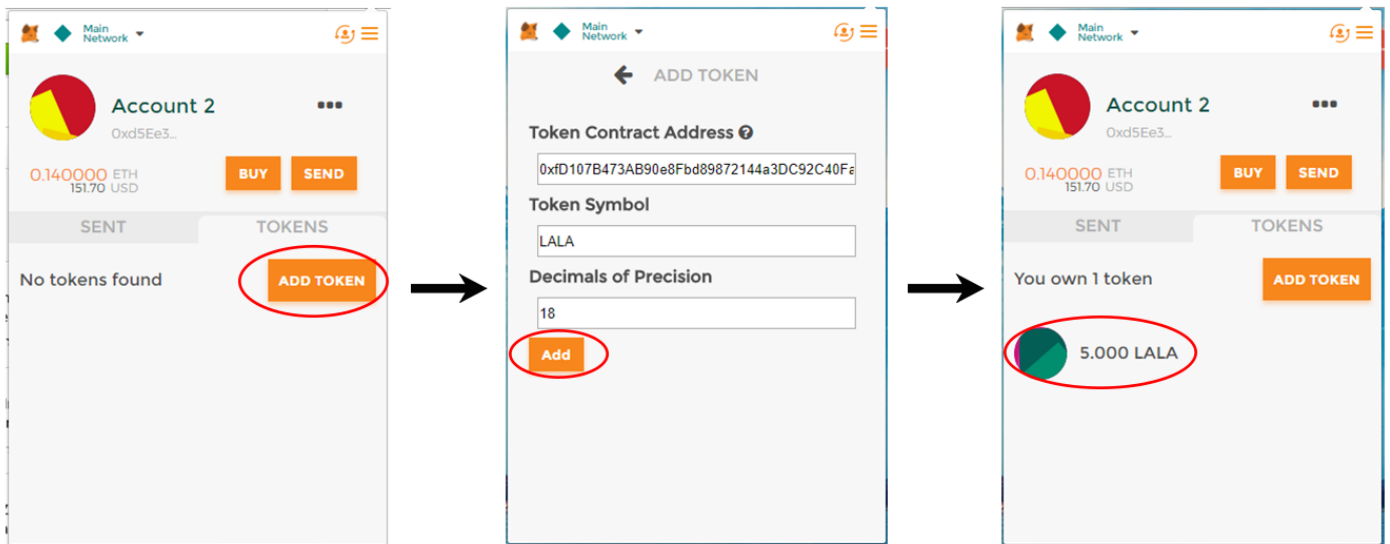 Main
Network
Account 2
0xd5Ee3...
0.140000 ETH
151.70 USD
BUY
SEND
SENT
TOKENS
No tokens found
ADD TOKEN
Main
Network
ADD TOKEN
Token Contract Address
0xfD107B473AB90e8Fbd89872144a3DC92C40Fa
Token Symbol
LALA
Decimals of Precision
18
Add
Main
Network
Account 2
0xd5Ee3...
0.140000 ETH
151.70 USD
BUY
SEND
SENT
TOKENS
You own 1 token
ADD TOKEN
5.000 LALA